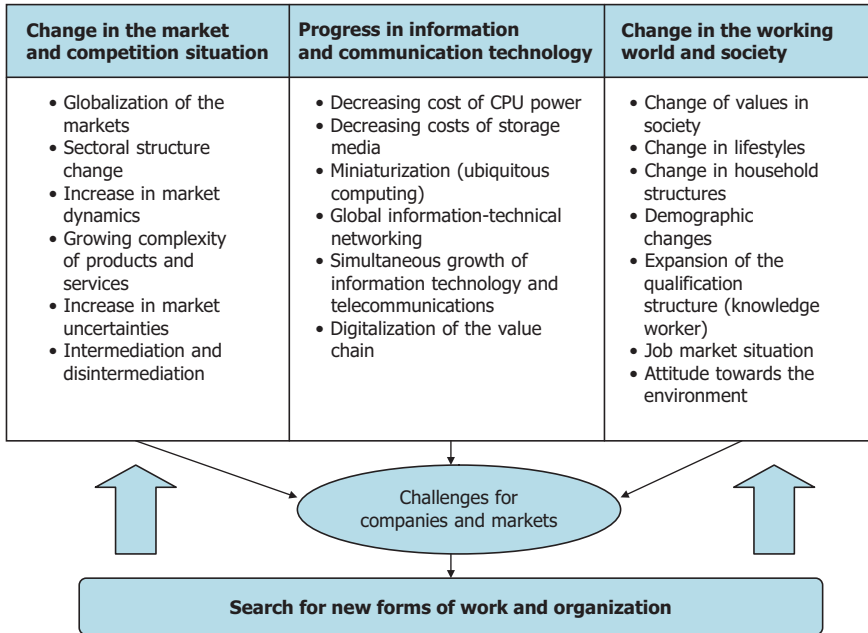 Change in the market
and competition situation
• Globalization of the
markets
• Sectoral structure
change
• Increase in market
dynamics
• Growing complexity
of products and
services
• Increase in market
uncertainties
• Intermediation and
disintermediation
Progress in information
and communication technology
• Decreasing cost of CPU power
• Decreasing costs of storage
media
• Miniaturization (ubiquitous
computing)
• Global information-technical
networking
• Simultaneous growth of
information technology and
telecommunications
• Digitalization of the value
chain
Change in the working
world and society
• Change of values in
society
• Change in lifestyles
• Change in household
structures
• Demographic
changes
• Expansion of the
qualification
structure (knowledge
worker)
• Job market situation
• Attitude towards the
environment
Challenges for
companies and markets
Search for new forms of work and organization